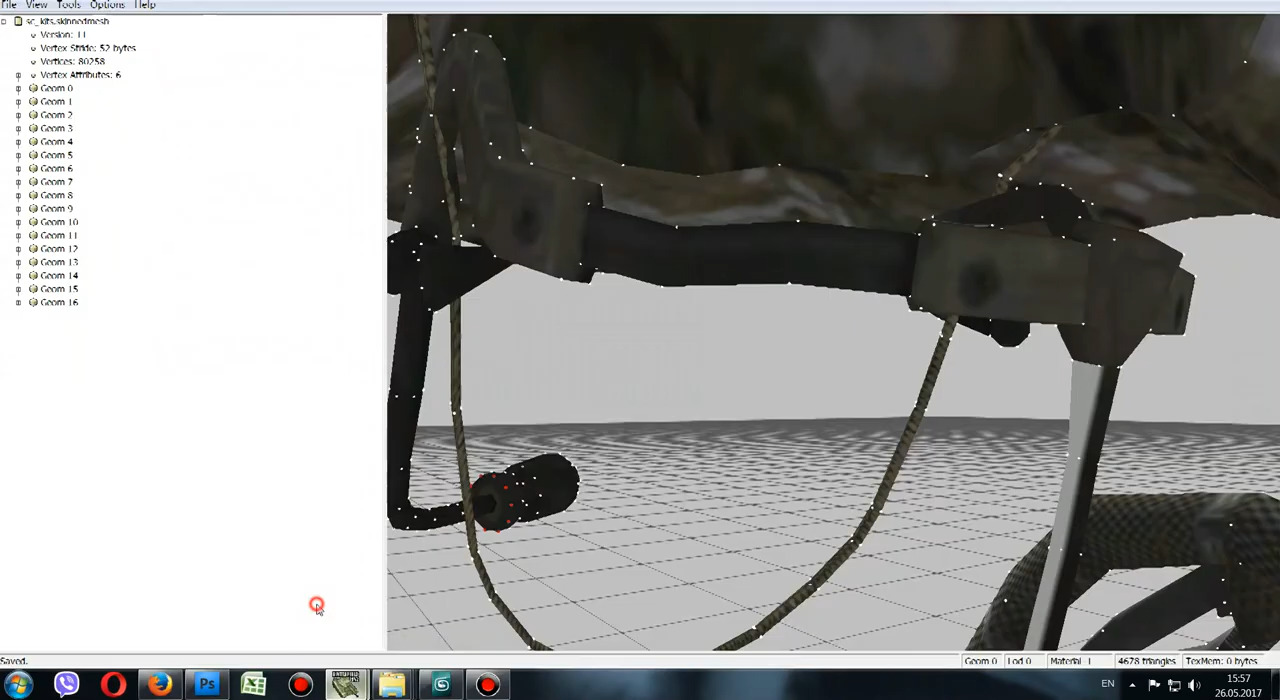 File View Tools Options Help
sc_kits.skinnedmesh
Version: 11
Vertex Stride: 52 bytes
Vertices: 80258
Vertex Attributes: 6
Geom 0
Geom 1
Geom 2
Geom 3
Geom 4
Geom 5
Geom 6
Geom 7
Geom 8
Geom 9
Geom 10
Geom 11
Geom 12
Geom 13
Geom 14
Geom 15
Geom 16
Saved.
Geom 0 Lod 0 Material 1 4678 triangles TexMem: 0 bytes
Ps
EN
15:57
26.05.2017